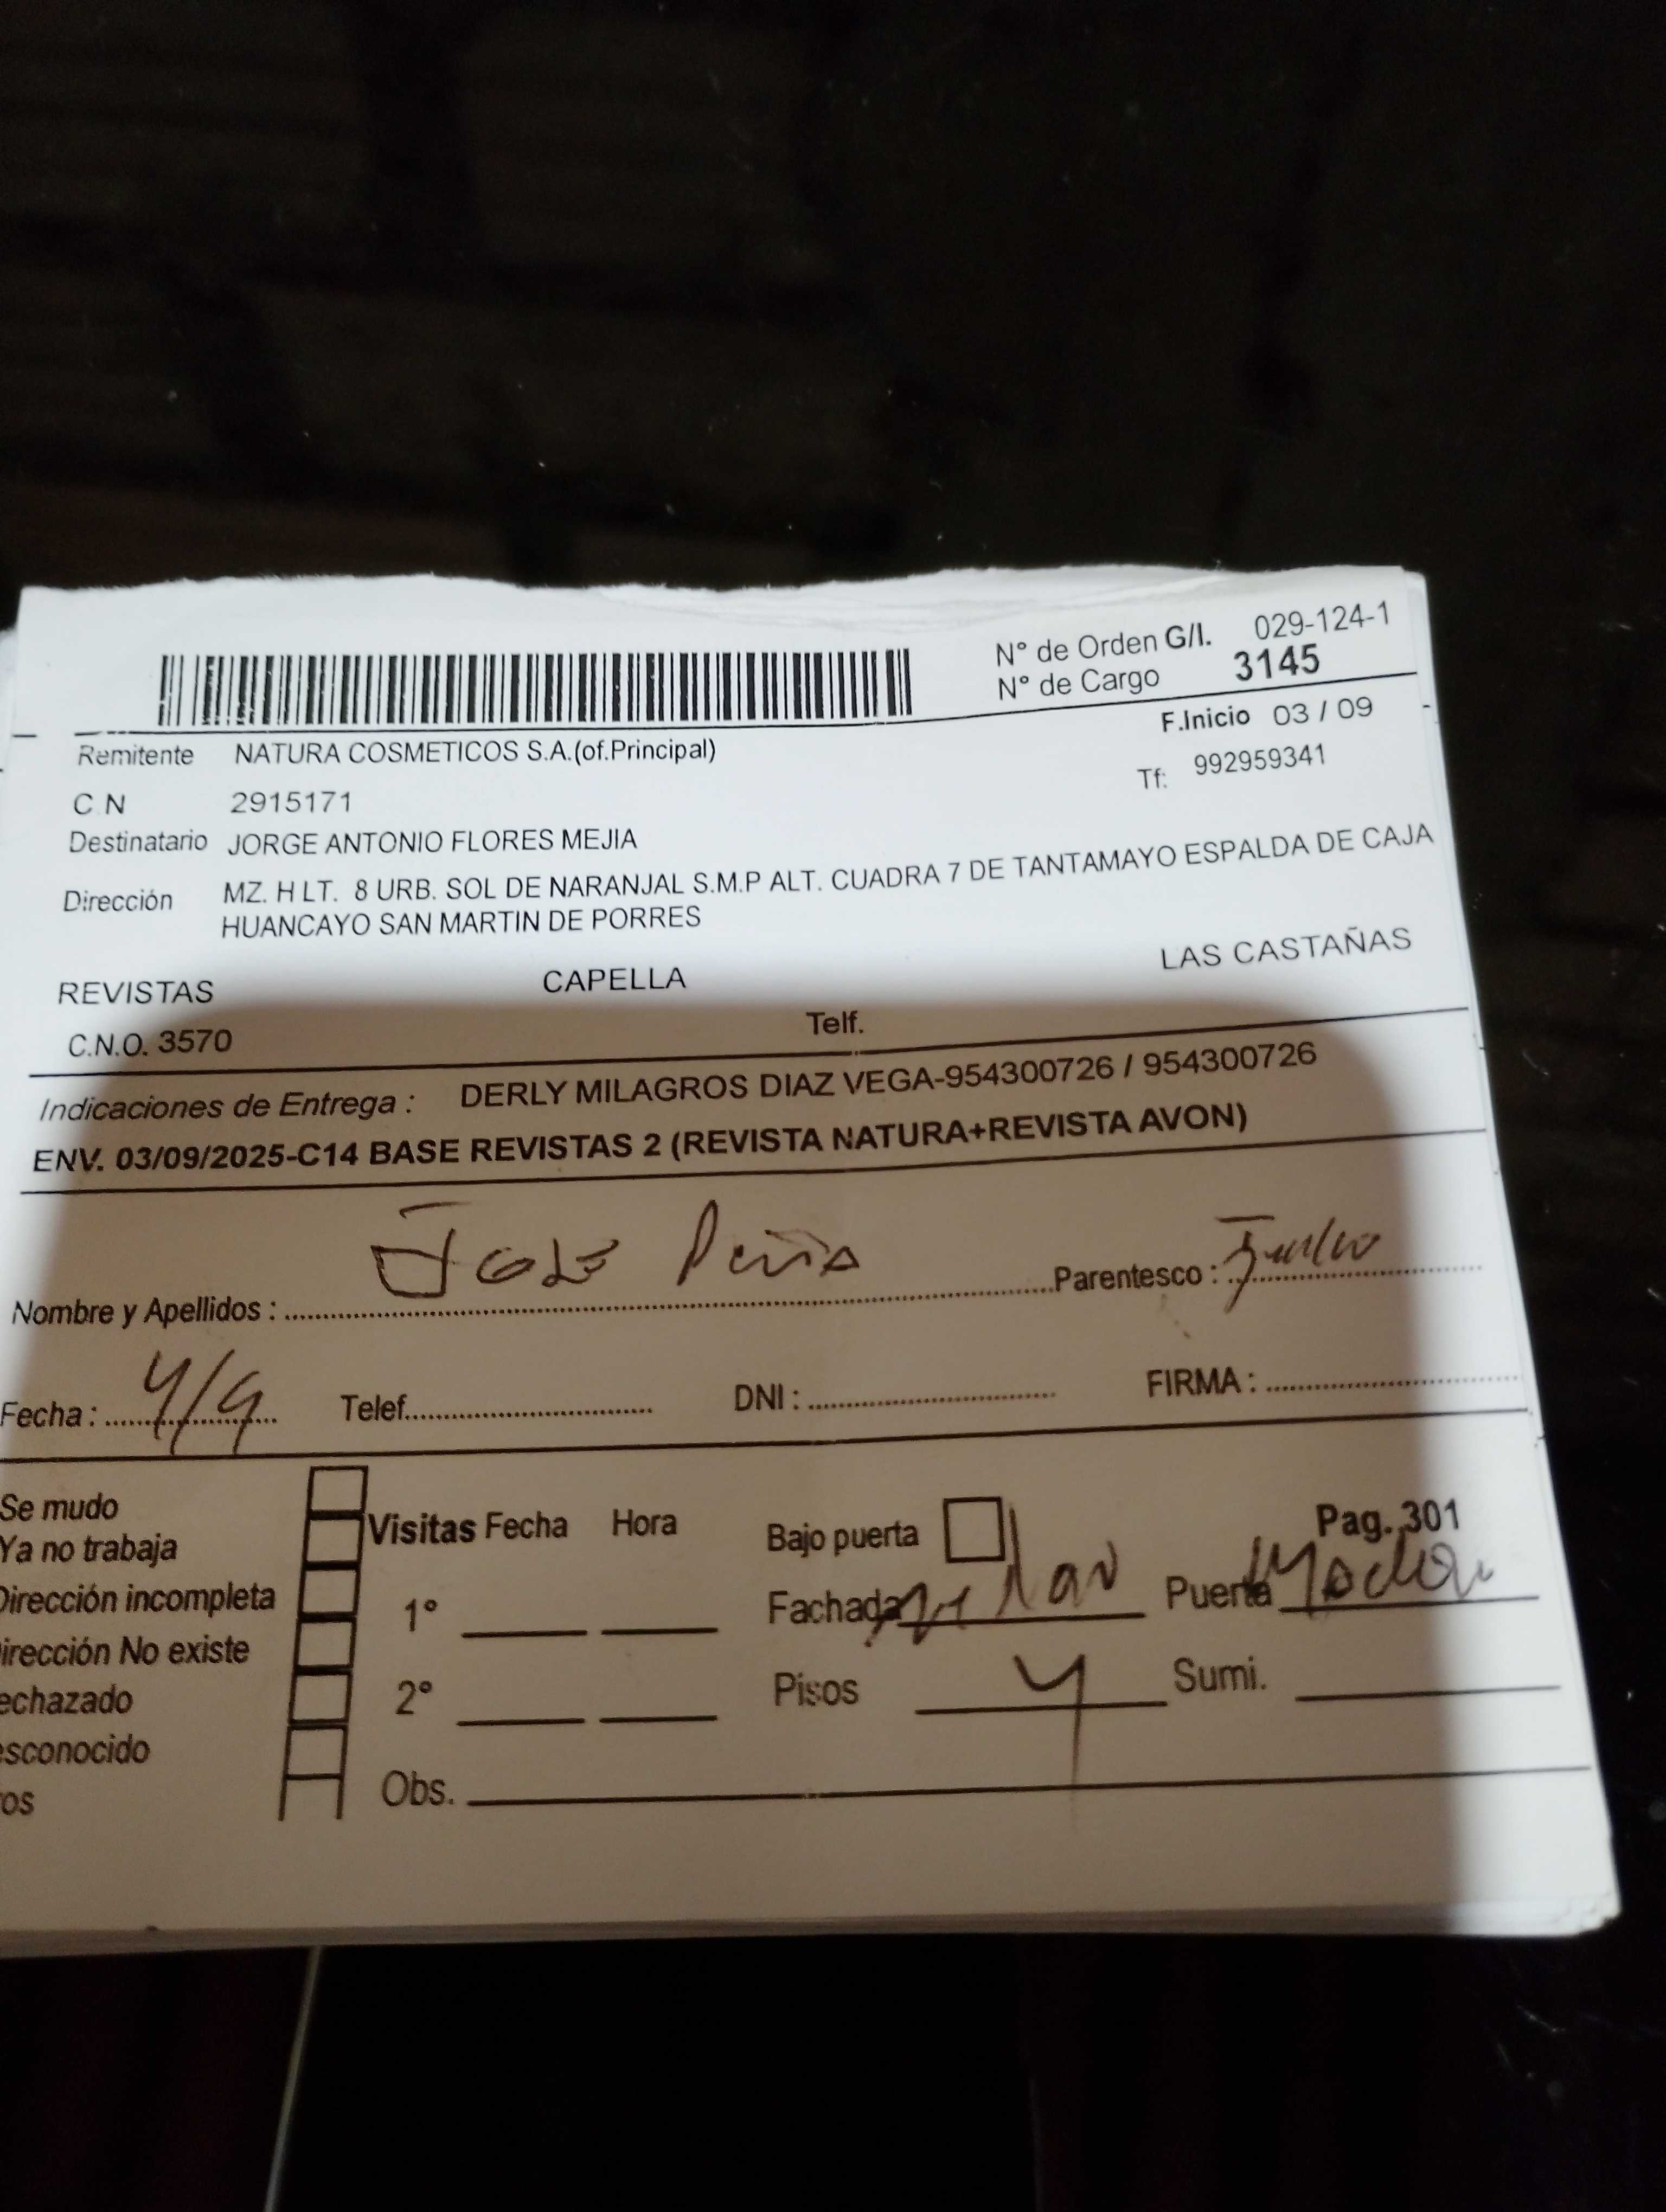 N° de Orden G/I. 029-124-1
N° de Cargo 3145
F.Inicio 03 / 09
Remitente NATURA COSMETICOS S.A.(of.Principal)
Tf: 992959341
C N 2915171
Destinatario JORGE ANTONIO FLORES MEJIA
Dirección MZ. H LT. 8 URB. SOL DE NARANJAL S.M.P ALT. CUADRA 7 DE TANTAMAYO ESPALDA DE CAJA
HUANCAYO SAN MARTIN DE PORRES
REVISTAS CAPELLA LAS CASTAÑAS
C.N.O. 3570 Telf.
Indicaciones de Entrega : DERLY MILAGROS DIAZ VEGA-954300726 / 954300726
ENV. 03/09/2025-C14 BASE REVISTAS 2 (REVISTA NATURA+REVISTA AVON)
Nombre y Apellidos : Jose Peña Parentesco :
Fecha : 4/9 Telef. DNI : FIRMA :
Se mudo
Ya no trabaja
Dirección incompleta
irección No existe
echazado
esconocido
ros
Visitas Fecha Hora
1°
2°
Bajo puerta Pag. 301
Fachada Puerta
Pisos 4 Sumi.
Obs.